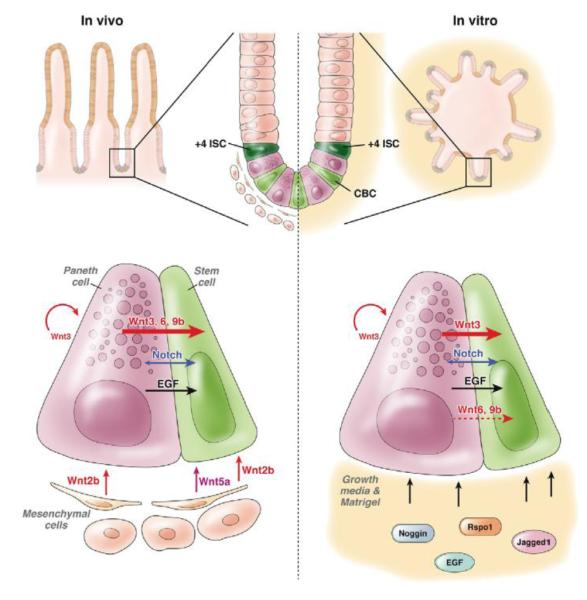 In vivo
In vitro
+4 ISC
+4 ISC
CBC
Paneth
cell
Stem
cell
Wnt3
Wnt3, 6, 9b
Notch
EGF
Wnt2b
Wnt5a
Wnt2b
Mesenchymal
cells
Wnt3
Wnt3
Notch
EGF
Wnt6, 9b
Growth
media &
Matrigel
Noggin
Rspo1
Jagged1
EGF